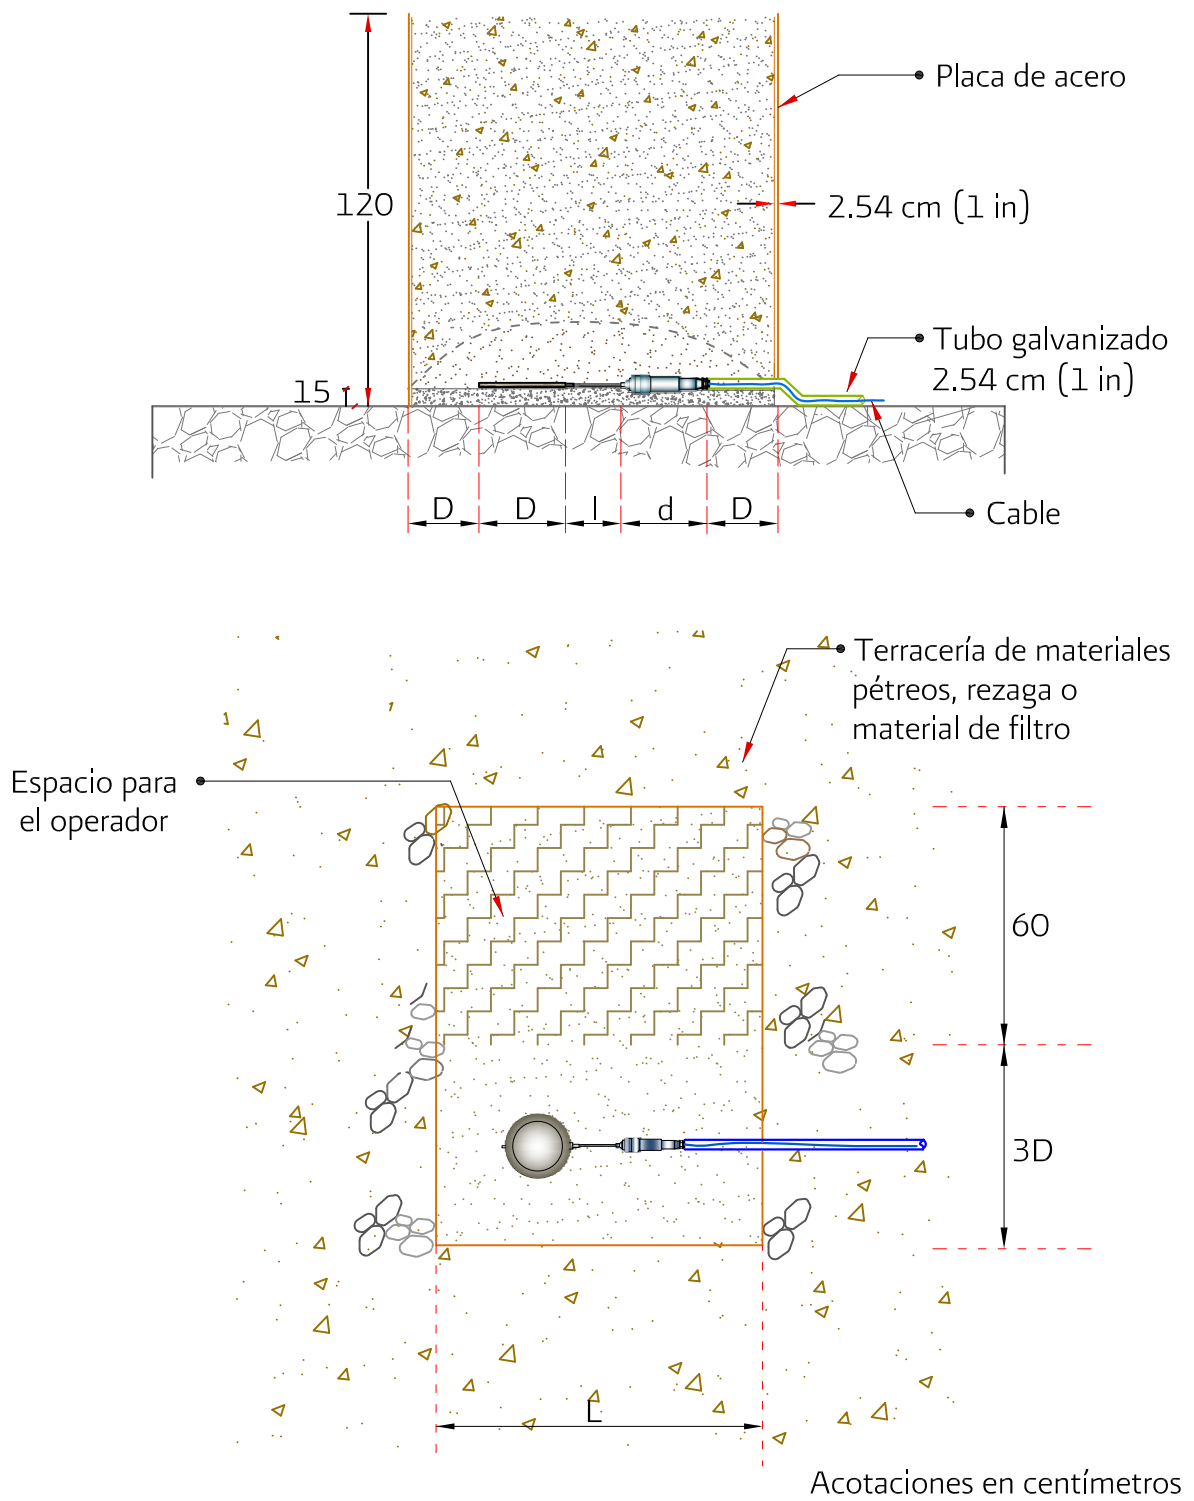 Placa de acero
120
2.54 cm (1 in)
Tubo galvanizado
2.54 cm (1 in)
15
D D l d D
Cable
Terracería de materiales
pétreos, rezaga o
material de filtro
Espacio para
el operador
60
3D
L
Acotaciones en centímetros